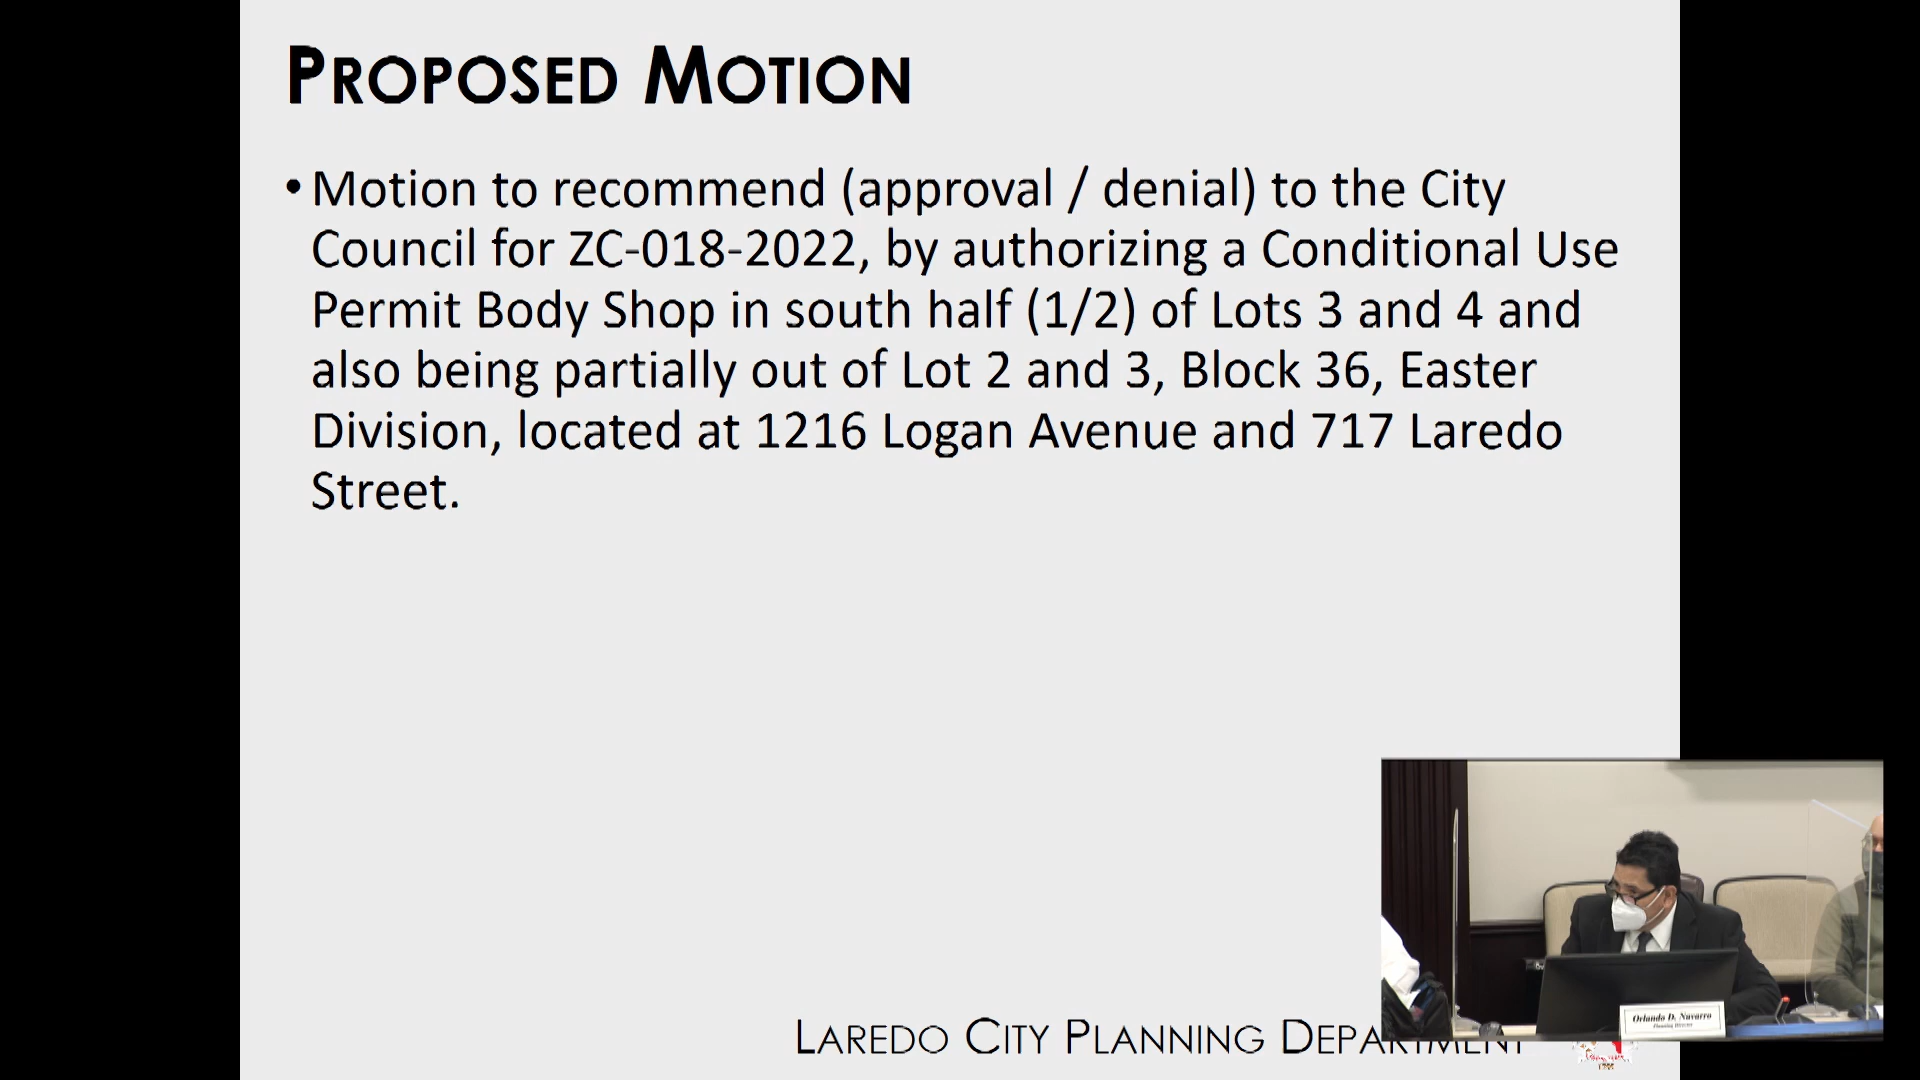 PROPOSED MOTION
• Motion to recommend (approval / denial) to the City
Council for ZC-018-2022, by authorizing a Conditional Use
Permit Body Shop in south half (1/2) of Lots 3 and 4 and
also being partially out of Lot 2 and 3, Block 36, Easter
Division, located at 1216 Logan Avenue and 717 Laredo
Street.
Orlando D. Navarro
Planning Director
LAREDO CITY PLANNING DEPARTMENT